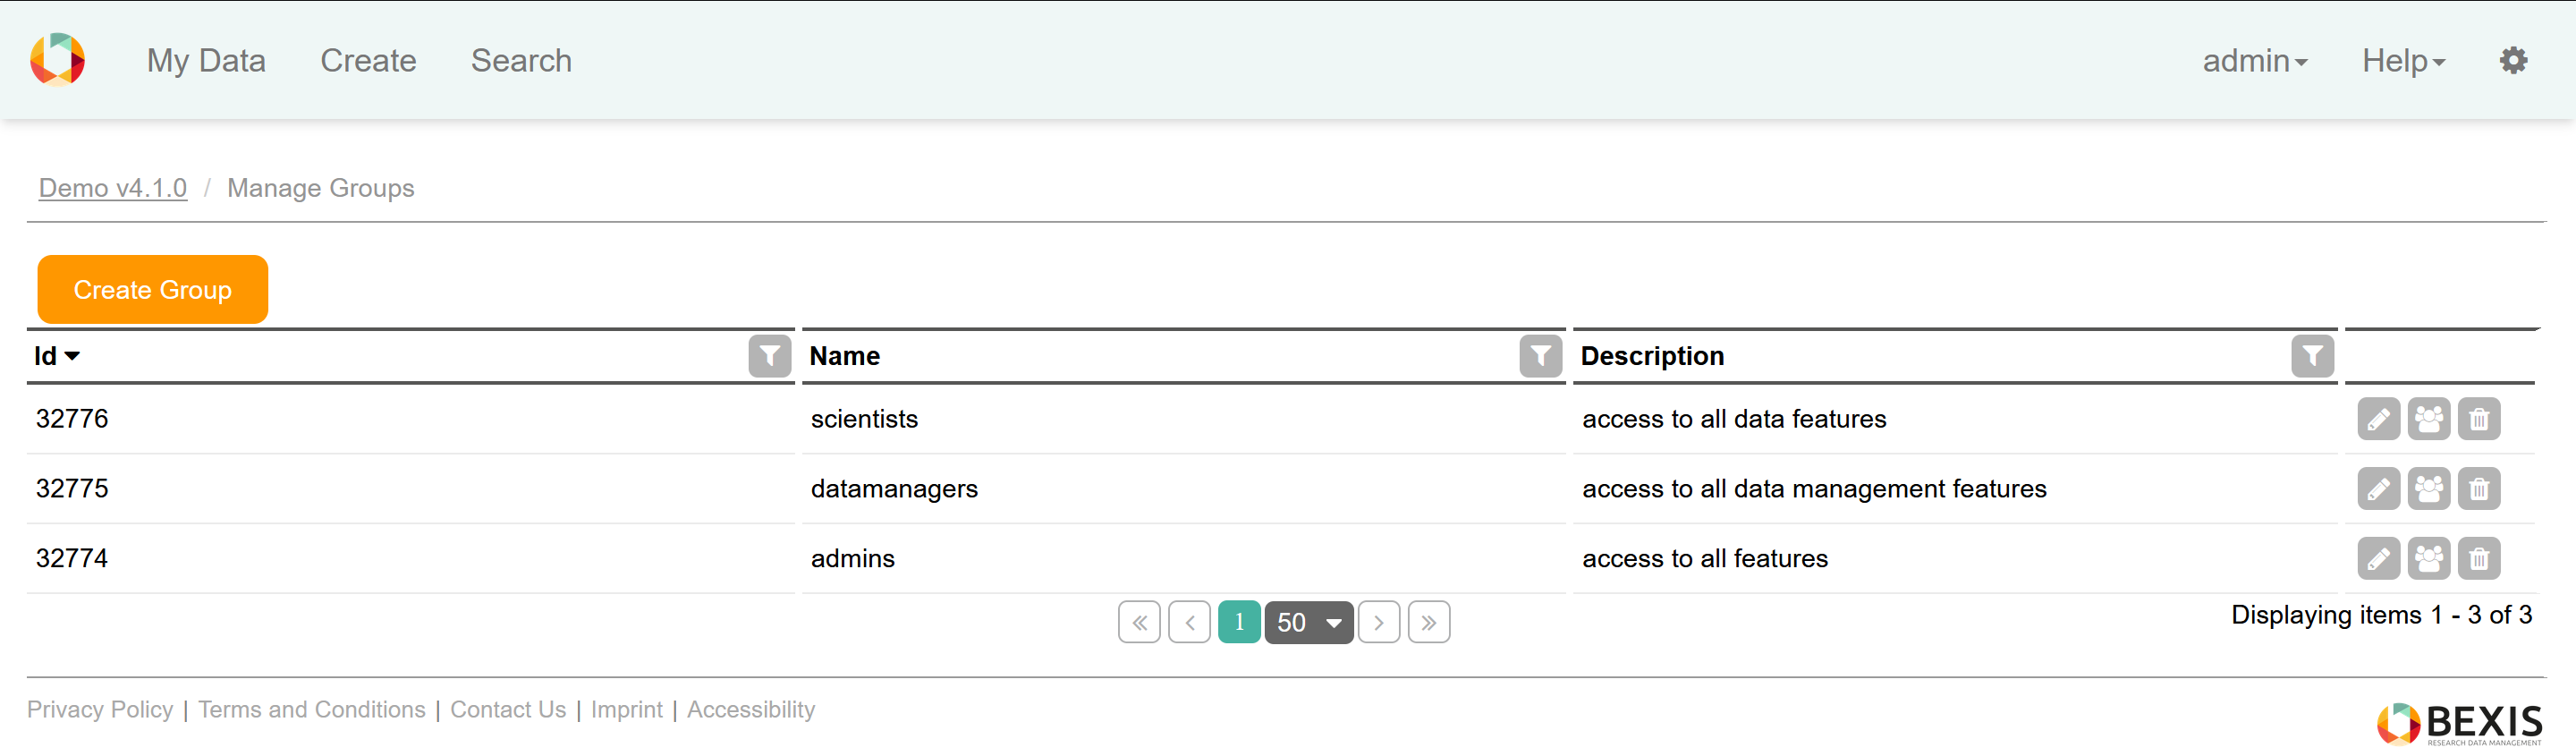 My Data Create Search admin Help
Demo v4.1.0 / Manage Groups
Create Group
Id Name Description
32776 scientists access to all data features
32775 datamanagers access to all data management features
32774 admins access to all features
« ‹ 1 50 › »
Displaying items 1 - 3 of 3
Privacy Policy | Terms and Conditions | Contact Us | Imprint | Accessibility
BEXIS
RESEARCH DATA MANAGEMENT